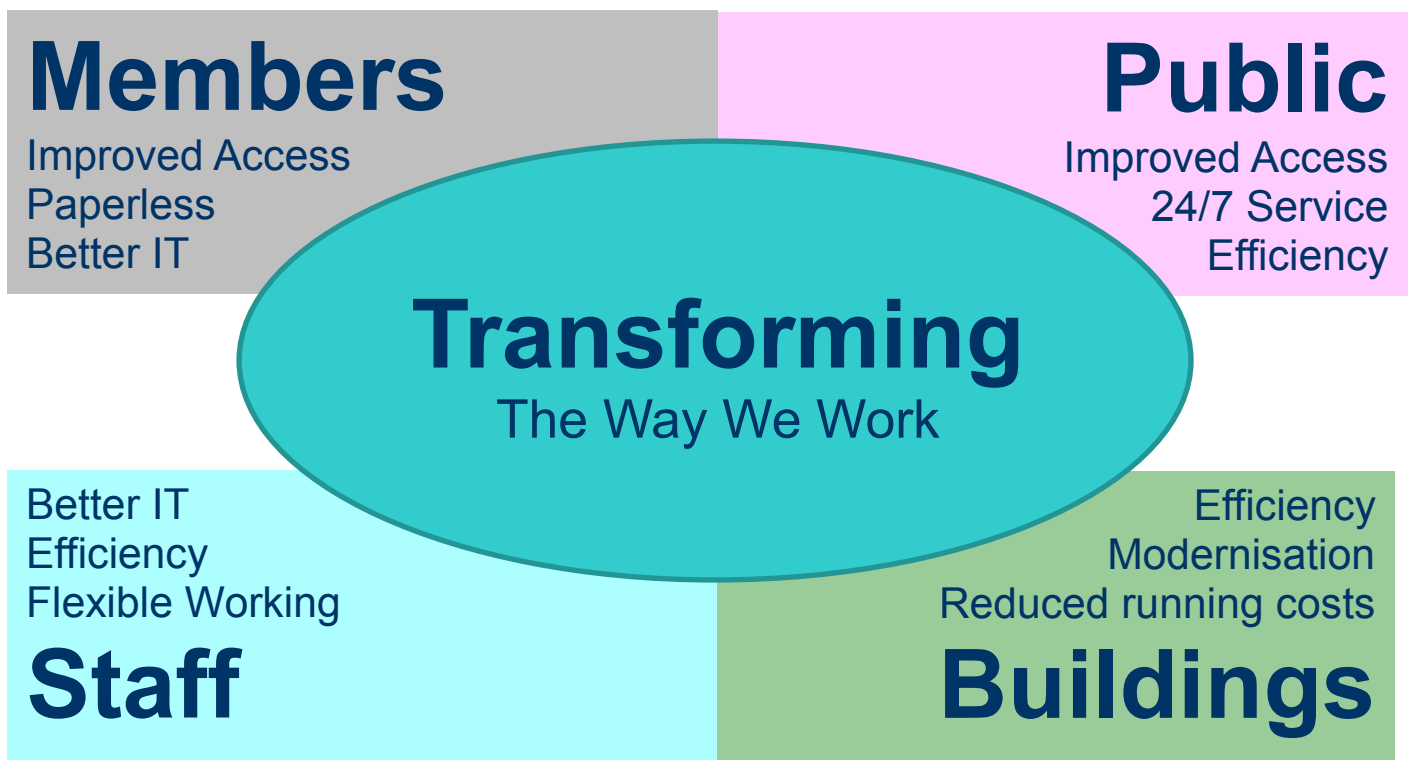 Members
Improved Access
Paperless
Better IT
Public
Improved Access
24/7 Service
Efficiency
Transforming
The Way We Work
Better IT
Efficiency
Flexible Working
Staff
Efficiency
Modernisation
Reduced running costs
Buildings